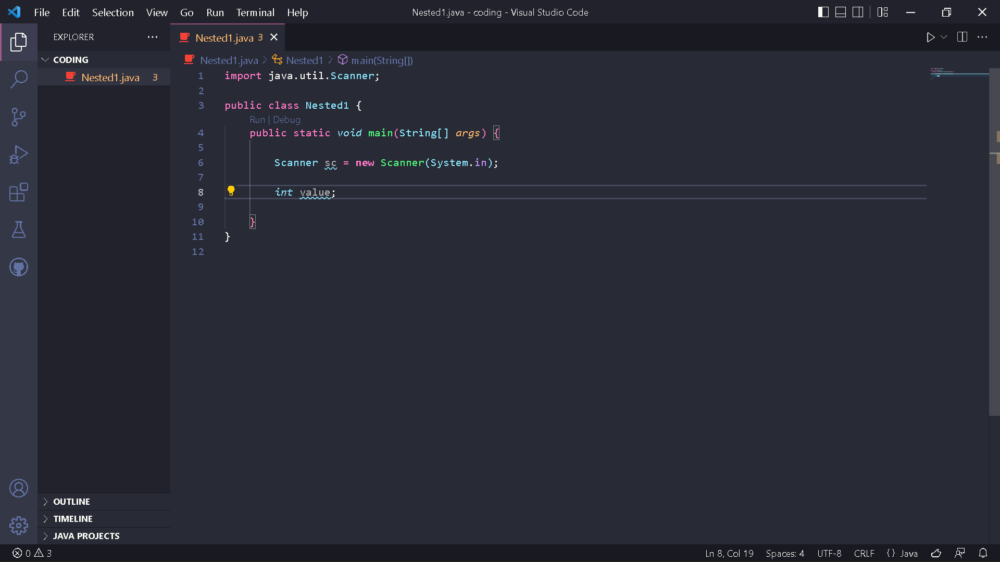 File Edit Selection View Go Run Terminal Help
Nested1.java - coding - Visual Studio Code
EXPLORER
CODING
Nested1.java 3
Nested1.java 3
Nested1.java > Nested1 > main(String[])
1 import java.util.Scanner;
2
3 public class Nested1 {
Run | Debug
4 public static void main(String[] args) {
5
6 Scanner sc = new Scanner(System.in);
7
8 int value;
9
10 }
11 }
12
OUTLINE
TIMELINE
JAVA PROJECTS
0 3
Ln 8, Col 19 Spaces: 4 UTF-8 CRLF {} Java